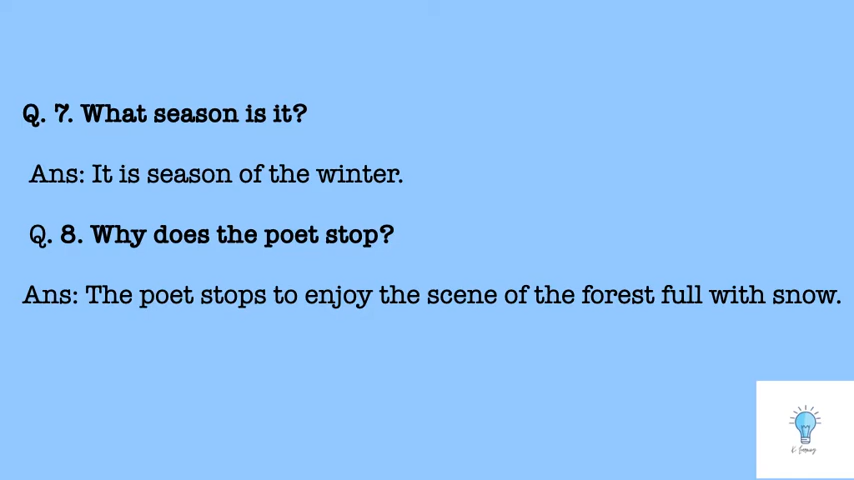 Q. 7. What season is it?
Ans: It is season of the winter.
Q. 8. Why does the poet stop?
Ans: The poet stops to enjoy the scene of the forest full with snow.